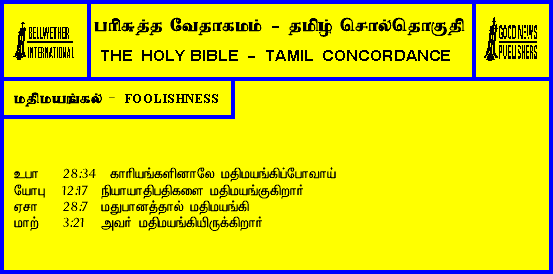 BELLWETHER
INTERNATIONAL
பரிசுத்த வேதாகமம் - தமிழ் சொல்தொகுதி
THE HOLY BIBLE - TAMIL CONCORDANCE
GOOD NEWS
PUBLISHERS
மதிமயங்கல் - FOOLISHNESS
உபா 28:34 காரியங்களினாலே மதிமயங்கிப்போவாய்
யோபு 12:17 நியாயாதிபதிகளை மதிமயங்குகிறார்
ஏசா 28:7 மதுபானத்தால் மதிமயங்கி
மாற் 3:21 அவர் மதிமயங்கியிருக்கிறார்